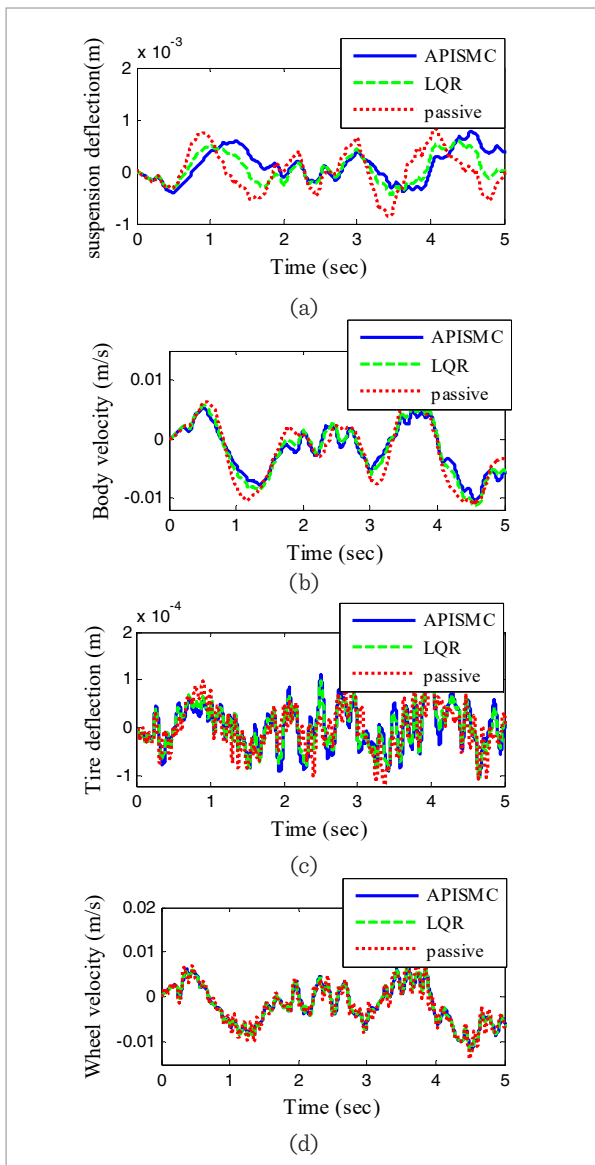 x 10^-3
suspension deflection(m)
2
1
0
-1
APISMC
LQR
passive
0 1 2 3 4 5
Time (sec)
(a)
Body velocity (m/s)
0.01
0
-0.01
APISMC
LQR
passive
0 1 2 3 4 5
Time (sec)
(b)
x 10^-4
Tire deflection (m)
2
1
0
-1
APISMC
LQR
passive
0 1 2 3 4 5
Time (sec)
(c)
Wheel velocity (m/s)
0.02
0.01
0
-0.01
APISMC
LQR
passive
0 1 2 3 4 5
Time (sec)
(d)